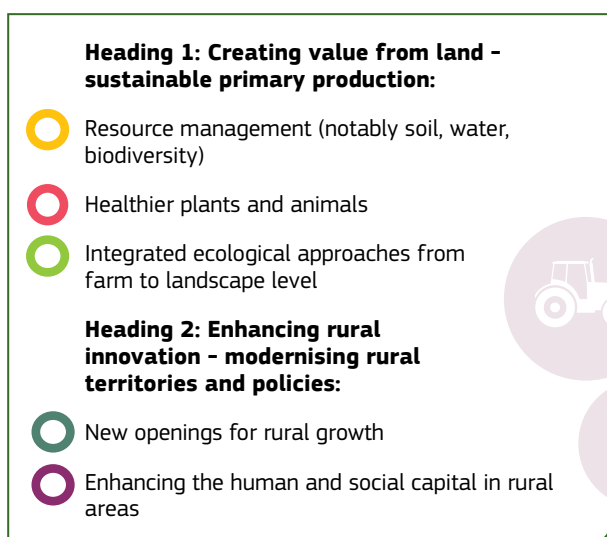 Heading 1: Creating value from land –
sustainable primary production:
Resource management (notably soil, water,
biodiversity)
Healthier plants and animals
Integrated ecological approaches from
farm to landscape level
Heading 2: Enhancing rural
innovation – modernising rural
territories and policies:
New openings for rural growth
Enhancing the human and social capital in rural
areas